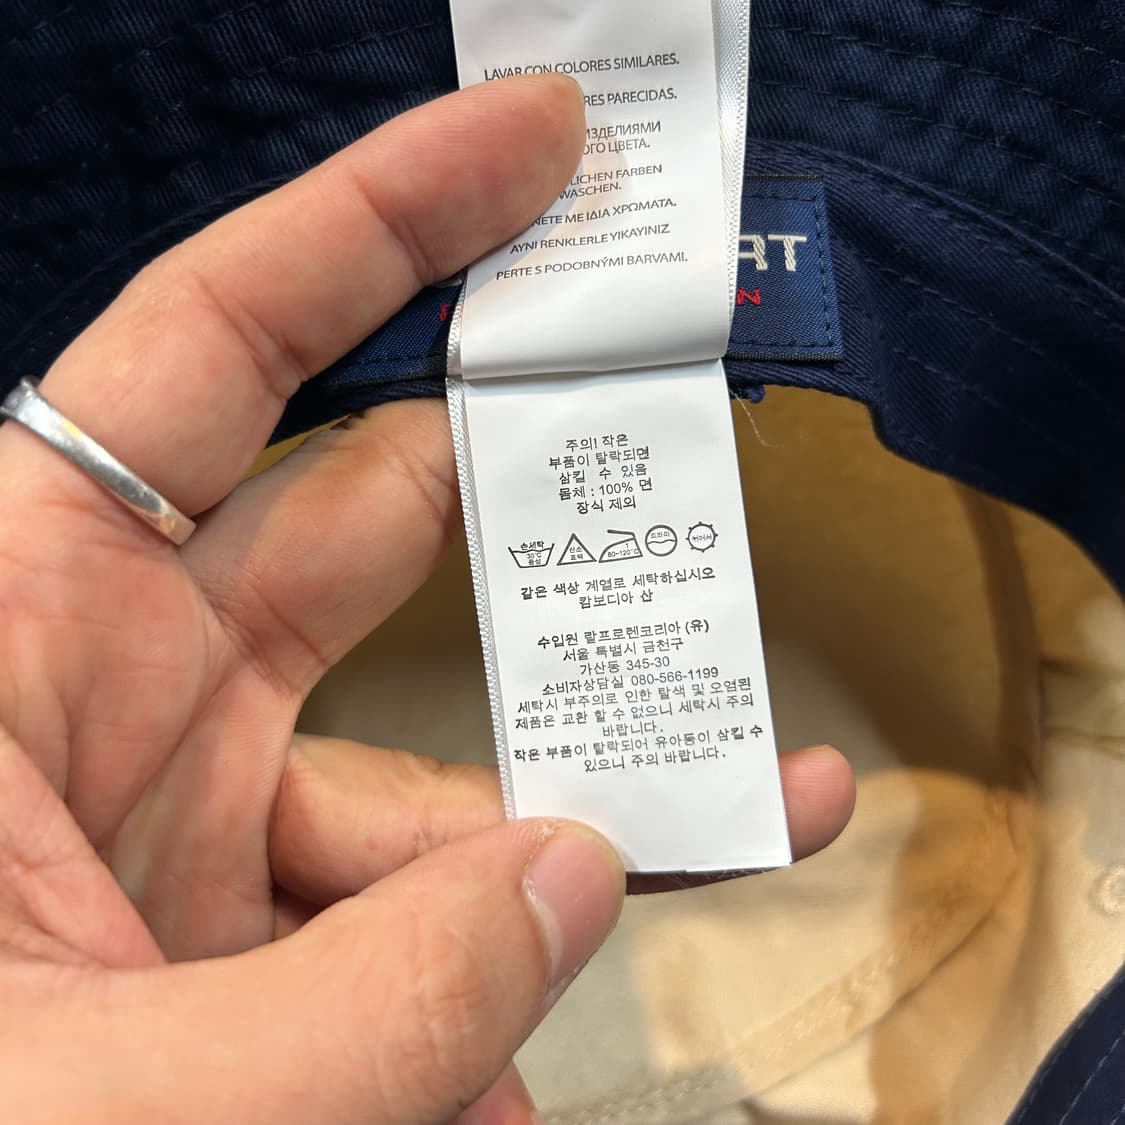 LAVAR CON COLORES SIMILARES.
RES PARECIDAS.
ИЗДЕЛИЯМИ
ОГО ЦВЕТА.
LICHEN FARBEN
WASCHEN.
NETE ME ΙΔΙΑ ΧΡΩΜΑΤΑ.
AYNI RENKLERLE YIKAYINIZ
PERTE S PODOBNÝMI BARVAMI.
RT
N
주의! 작은
부품이 탈락되면
삼킬 수 있음
몸체 : 100% 면
장식 제외
손세탁
30℃
중성
산소
표백
1
80~120℃
드라이
같은 색상 계열로 세탁하십시오
캄보디아 산
수입원 랄프로렌코리아 (유)
서울 특별시 금천구
가산동 345-30
소비자상담실 080-566-1199
세탁시 부주의로 인한 탈색 및 오염된
제품은 교환 할 수 없으니 세탁시 주의
바랍니다.
작은 부품이 탈락되어 유아동이 삼킬 수
있으니 주의 바랍니다.